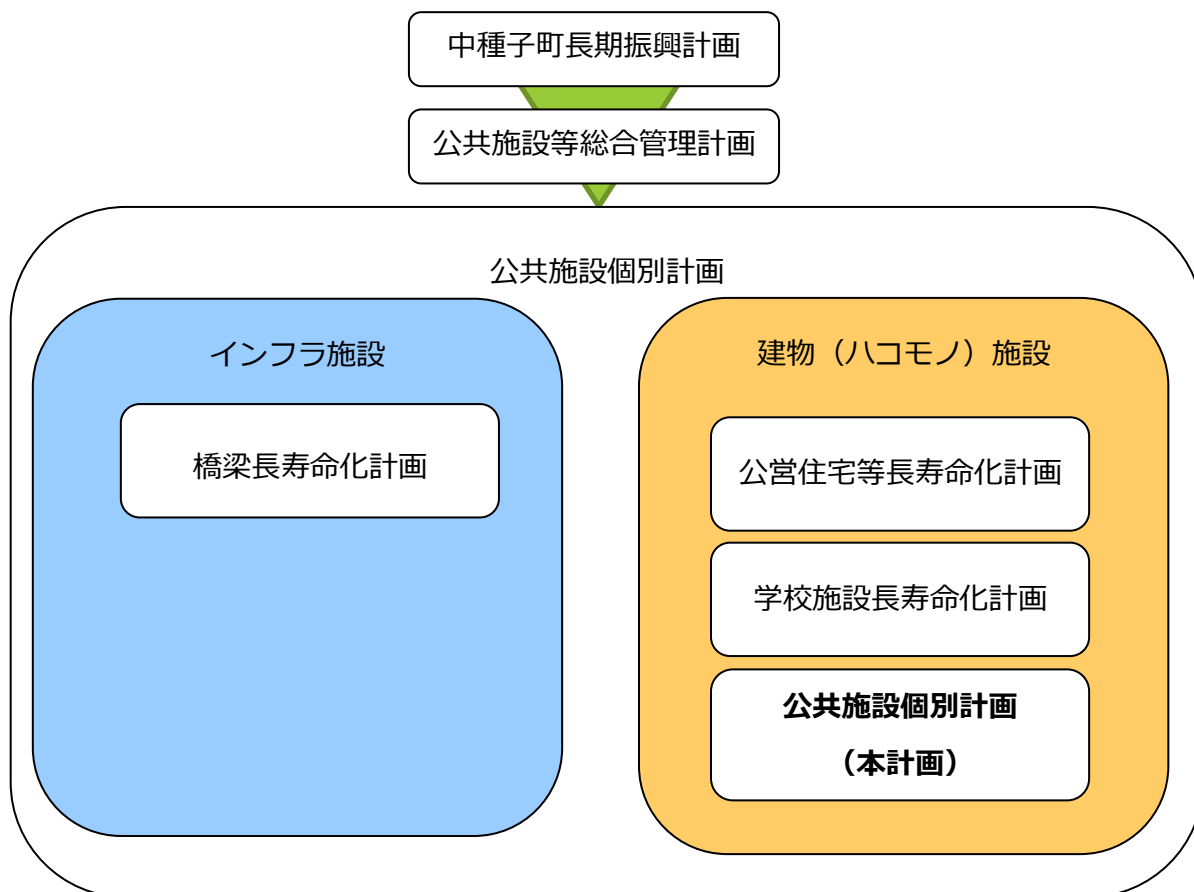 中種子町長期振興計画
公共施設等総合管理計画
公共施設個別計画
インフラ施設
橋梁長寿命化計画
建物（ハコモノ）施設
公営住宅等長寿命化計画
学校施設長寿命化計画
公共施設個別計画
（本計画）